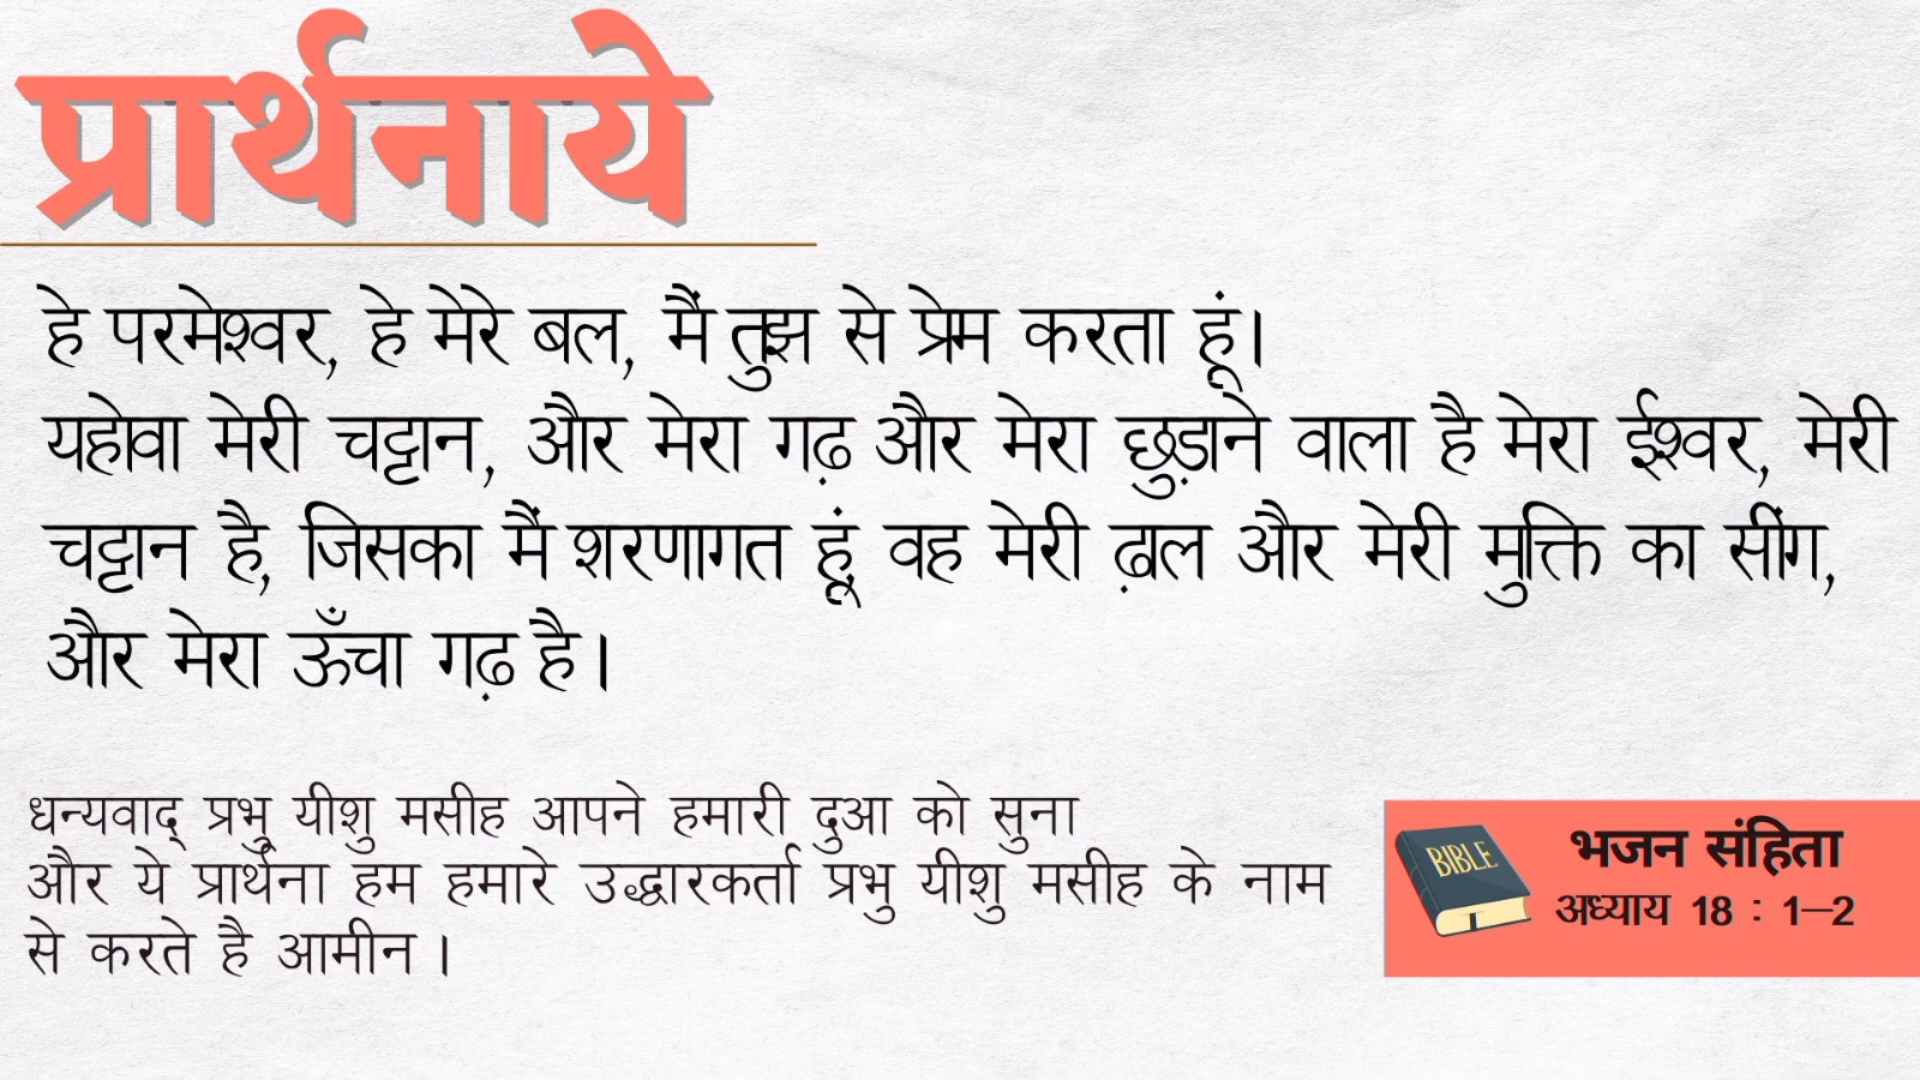 प्रार्थनाये
हे परमेश्वर, हे मेरे बल, मैं तुझ से प्रेम करता हूं।
यहोवा मेरी चट्टान, और मेरा गढ़ और मेरा छुड़ाने वाला है मेरा ईश्वर, मेरी
चट्टान है, जिसका मैं शरणागत हूं, वह मेरी ढ़ाल और मेरी मुक्ति का सींग,
और मेरा ऊँचा गढ़ है।
धन्यवाद् प्रभु यीशु मसीह आपने हमारी दुआ को सुना
और ये प्रार्थना हम हमारे उद्धारकर्ता प्रभु यीशु मसीह के नाम
से करते है आमीन ।
BIBLE
भजन संहिता
अध्याय 18 : 1–2